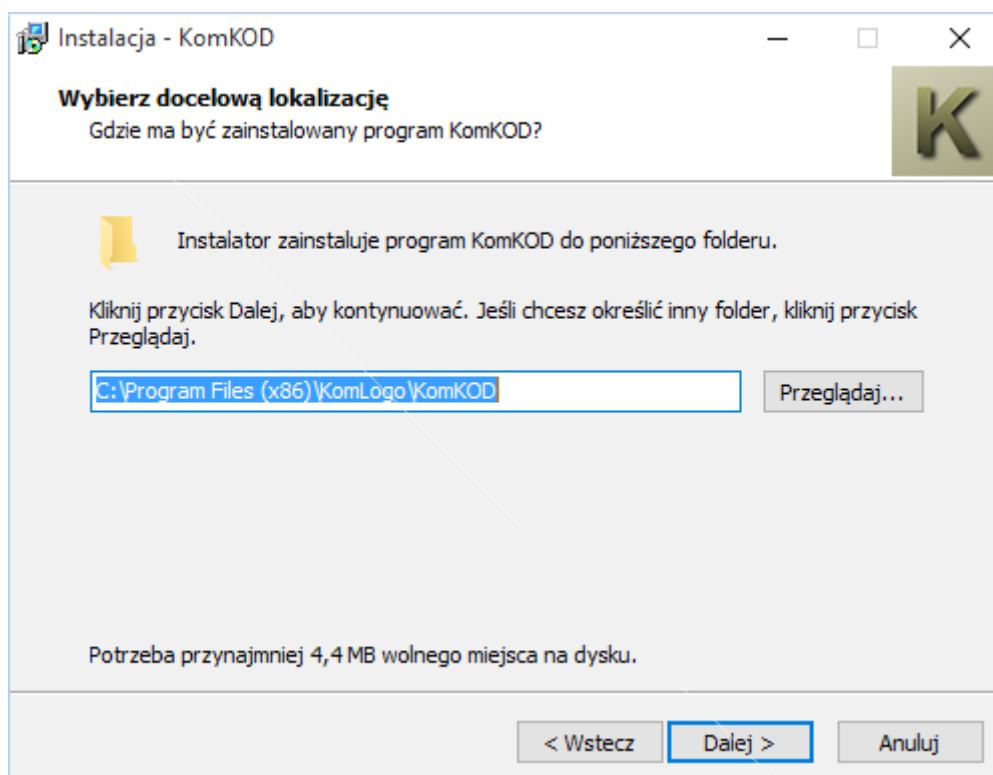 Instalacja - KomKOD
Wybierz docelową lokalizację
Gdzie ma być zainstalowany program KomKOD?
K
Instalator zainstaluje program KomKOD do poniższego folderu.
Kliknij przycisk Dalej, aby kontynuować. Jeśli chcesz określić inny folder, kliknij przycisk
Przeglądaj.
C:\Program Files (x86)\KomLogo\KomKOD
Przeglądaj...
Potrzeba przynajmniej 4,4 MB wolnego miejsca na dysku.
< Wstecz
Dalej >
Anuluj